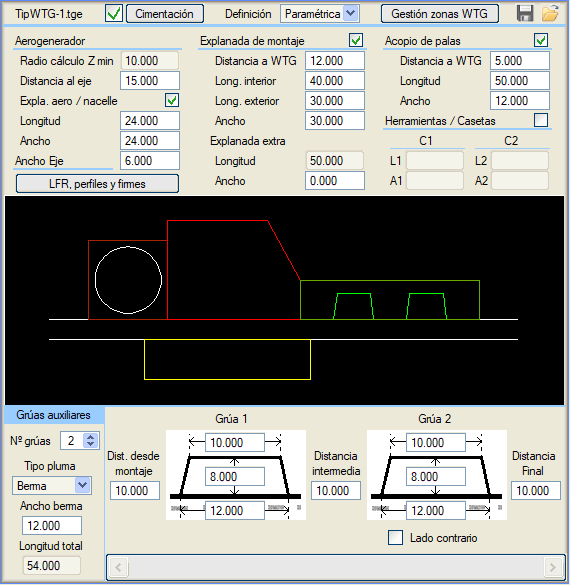 TipWTG-1.tge Cimentación Definición Paramétrica Gestión zonas WTG
Aerogenerador Explanada de montaje Acopio de palas
Radio cálculo Z min 10.000 Distancia a WTG 12.000 Distancia a WTG 5.000
Distancia al eje 15.000 Long. interior 40.000 Longitud 50.000
Expla. aero / nacelle Long. exterior 30.000 Ancho 12.000
Longitud 24.000 Ancho 30.000 Herramientas / Casetas
Ancho 24.000 Explanada extra C1 C2
Ancho Eje 6.000 Longitud 50.000 L1 L2
LFR, perfiles y firmes Ancho 0.000 A1 A2
Grúas auxiliares Grúa 1 Grúa 2
Nº grúas 2 10.000 10.000
Tipo pluma Dist. desde montaje 8.000 Distancia intermedia 8.000 Distancia Final
Berma 10.000 10.000 10.000
Ancho berma 12.000 12.000
12.000 Lado contrario
Longitud total
54.000